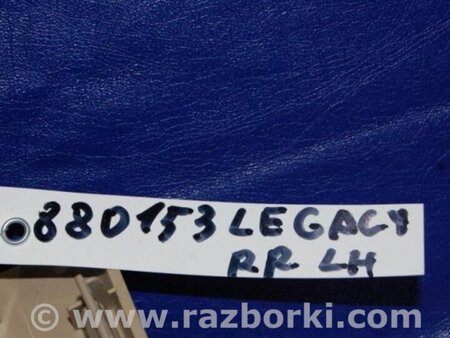 880153 LEGACY
RR LH
© www.razborki.com